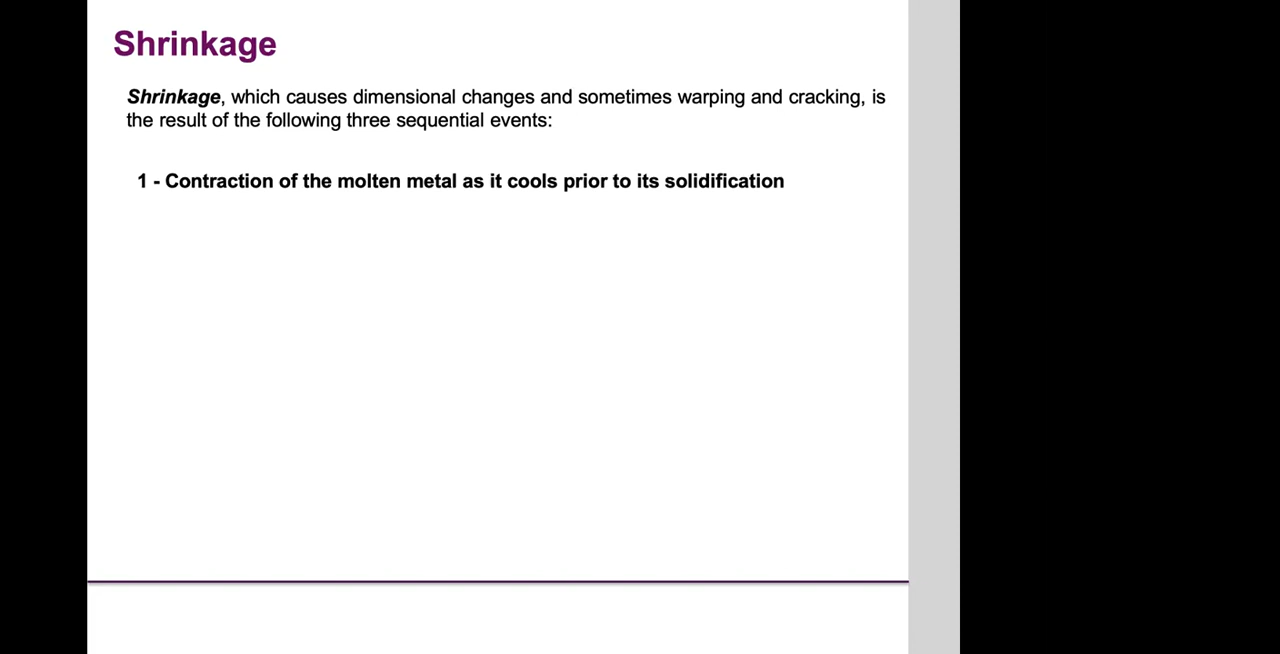 Shrinkage
Shrinkage, which causes dimensional changes and sometimes warping and cracking, is
the result of the following three sequential events:
1 - Contraction of the molten metal as it cools prior to its solidification